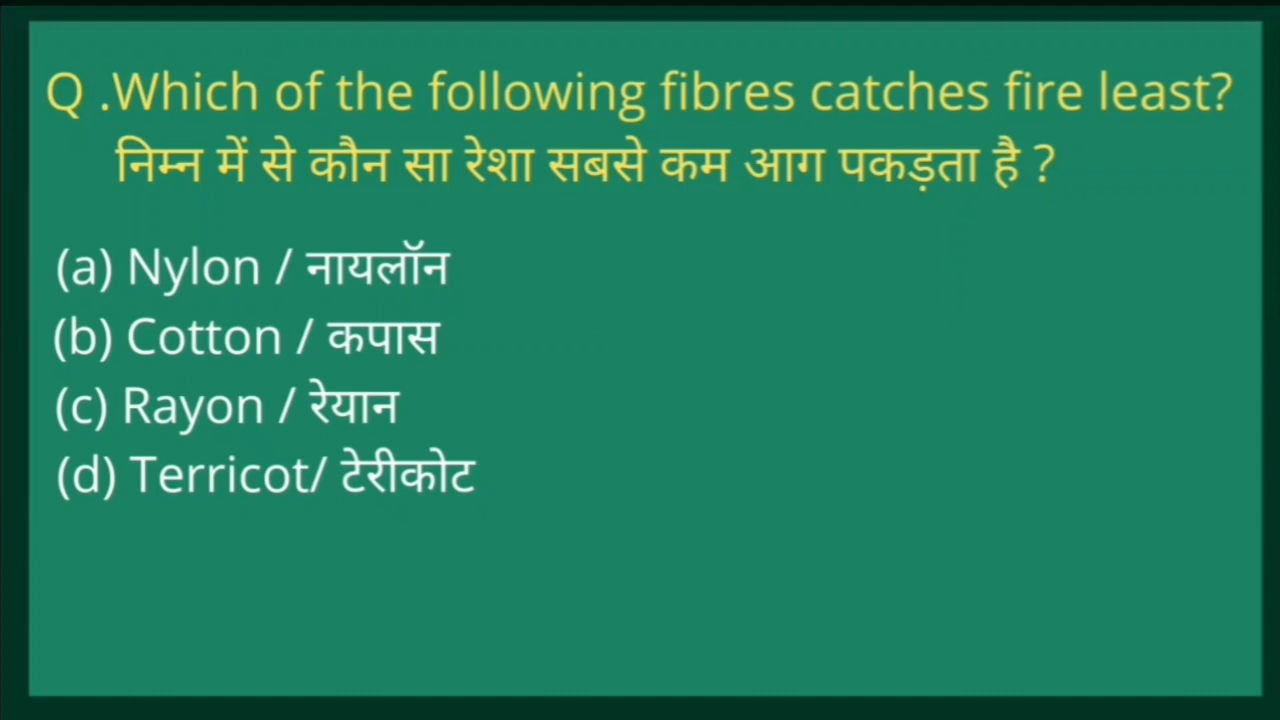 Q .Which of the following fibres catches fire least?
निम्न में से कौन सा रेशा सबसे कम आग पकड़ता है ?
(a) Nylon / नायलॉन
(b) Cotton / कपास
(c) Rayon / रेयान
(d) Terricot/ टेरीकोट